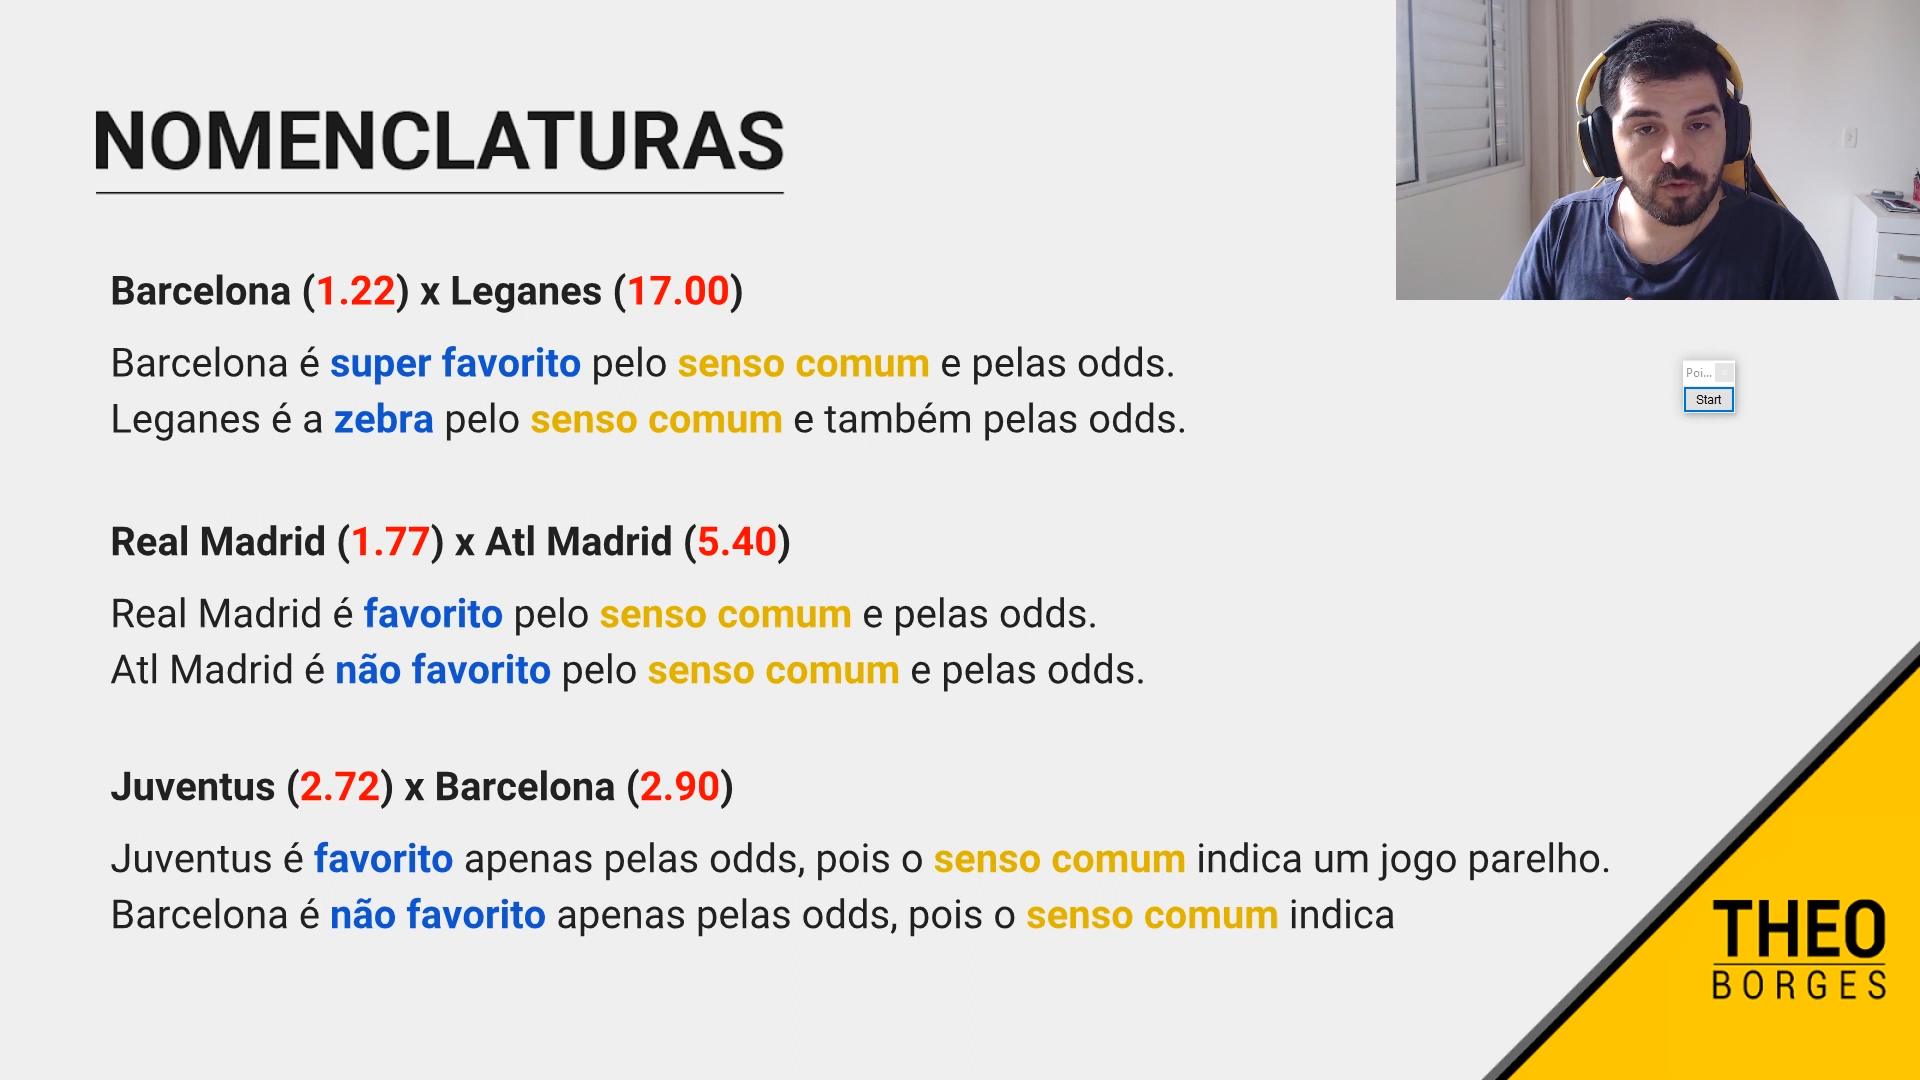 NOMENCLATURAS
Barcelona (1.22) x Leganes (17.00)
Barcelona é super favorito pelo senso comum e pelas odds.
Leganes é a zebra pelo senso comum e também pelas odds.
Real Madrid (1.77) x Atl Madrid (5.40)
Real Madrid é favorito pelo senso comum e pelas odds.
Atl Madrid é não favorito pelo senso comum e pelas odds.
Juventus (2.72) x Barcelona (2.90)
Juventus é favorito apenas pelas odds, pois o senso comum indica um jogo parelho.
Barcelona é não favorito apenas pelas odds, pois o senso comum indica
Poi...
Start
THEO
BORGES